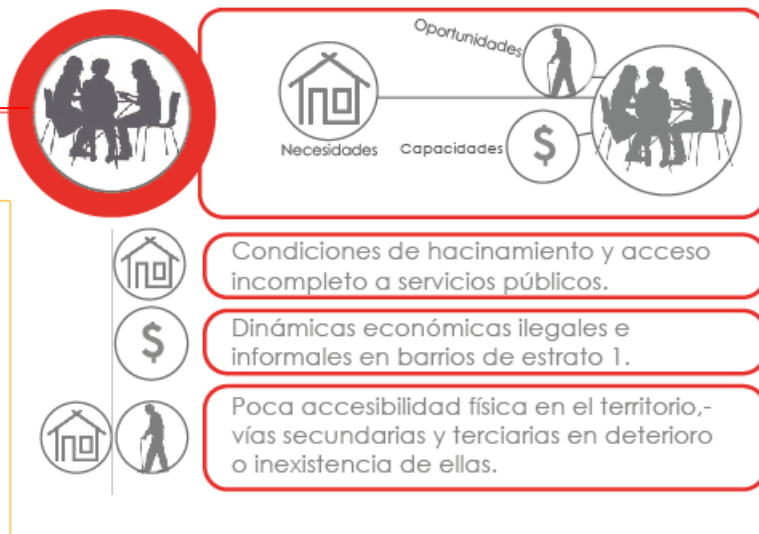 Oportunidades
Necesidades
Capacidades
$
$
Condiciones de hacinamiento y acceso
incompleto a servicios públicos.
Dinámicas económicas ilegales e
informales en barrios de estrato 1.
Poca accesibilidad física en el territorio,-
vías secundarias y terciarias en deterioro
o inexistencia de ellas.